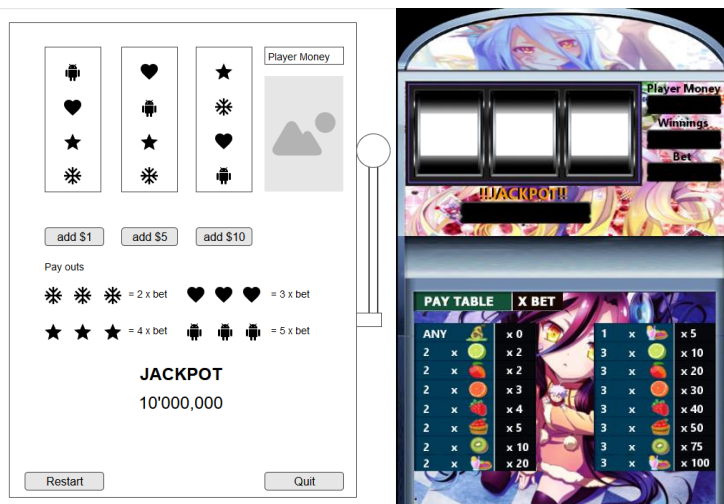 Player Money
add $1
add $5
add $10
Pay outs
= 2 x bet
= 3 x bet
= 4 x bet
= 5 x bet
JACKPOT
10'000,000
Restart
Quit
Player Money
Winnings
Bet
!!JACKPOT!!
PAY TABLE X BET
ANY x 0
2 x x 2
2 x x 2
2 x x 3
2 x x 4
2 x x 5
2 x x 10
2 x x 20
1 x x 5
3 x x 10
3 x x 20
3 x x 30
3 x x 40
3 x x 50
3 x x 75
3 x x 100